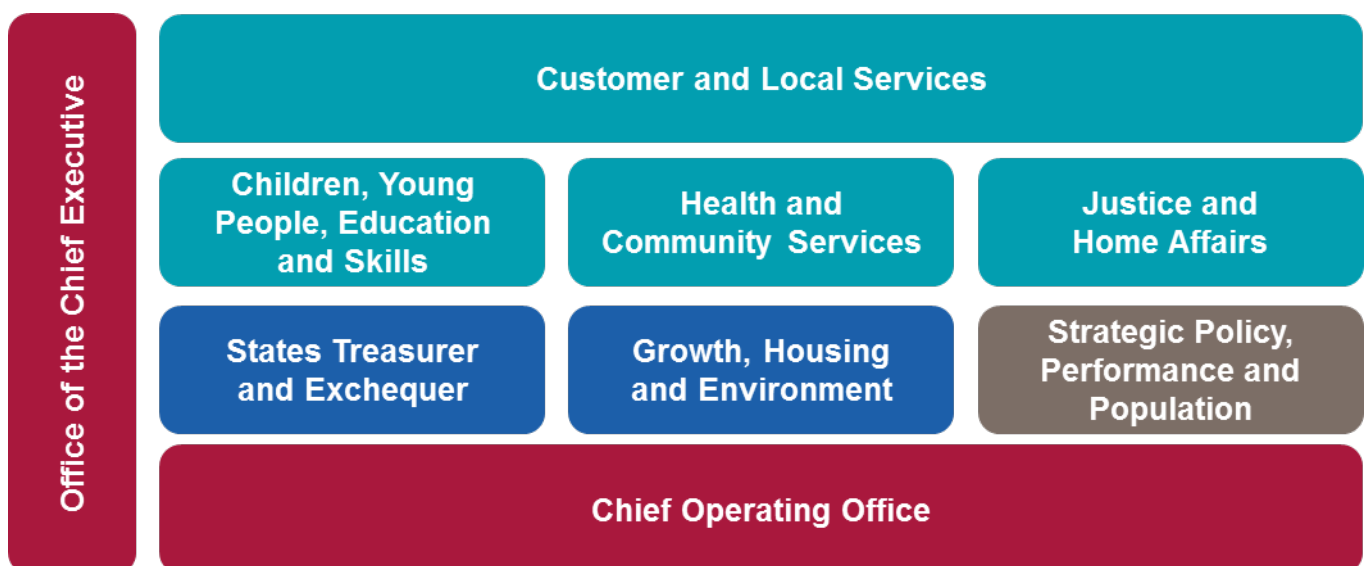 Office of the Chief Executive
Customer and Local Services
Children, Young
People, Education
and Skills
Health and
Community Services
Justice and
Home Affairs
States Treasurer
and Exchequer
Growth, Housing
and Environment
Strategic Policy,
Performance and
Population
Chief Operating Office